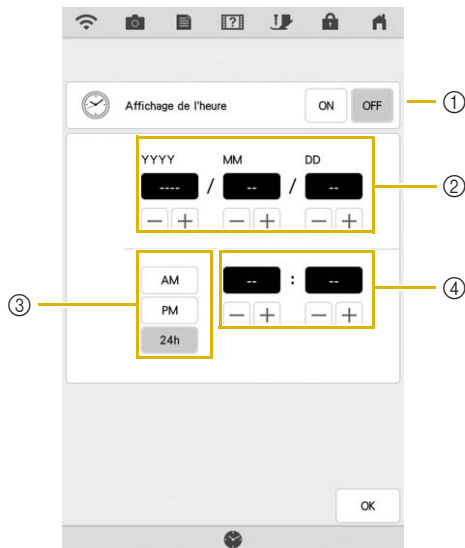 Affichage de l'heure ON OFF ①
YYYY MM DD
---- / -- / -- ②
− + − + − +
③ AM -- : -- ④
PM − + − +
24h
OK